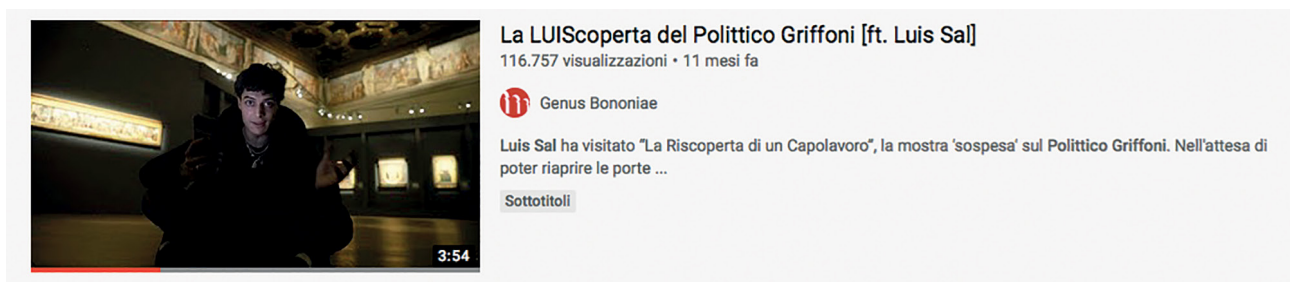 La LUIScoperta del Polittico Griffoni [ft. Luis Sal]
116.757 visualizzazioni • 11 mesi fa
Genus Bononiae
Luis Sal ha visitato “La Riscoperta di un Capolavoro”, la mostra 'sospesa' sul Polittico Griffoni. Nell'attesa di
poter riaprire le porte ...
Sottotitoli
3:54